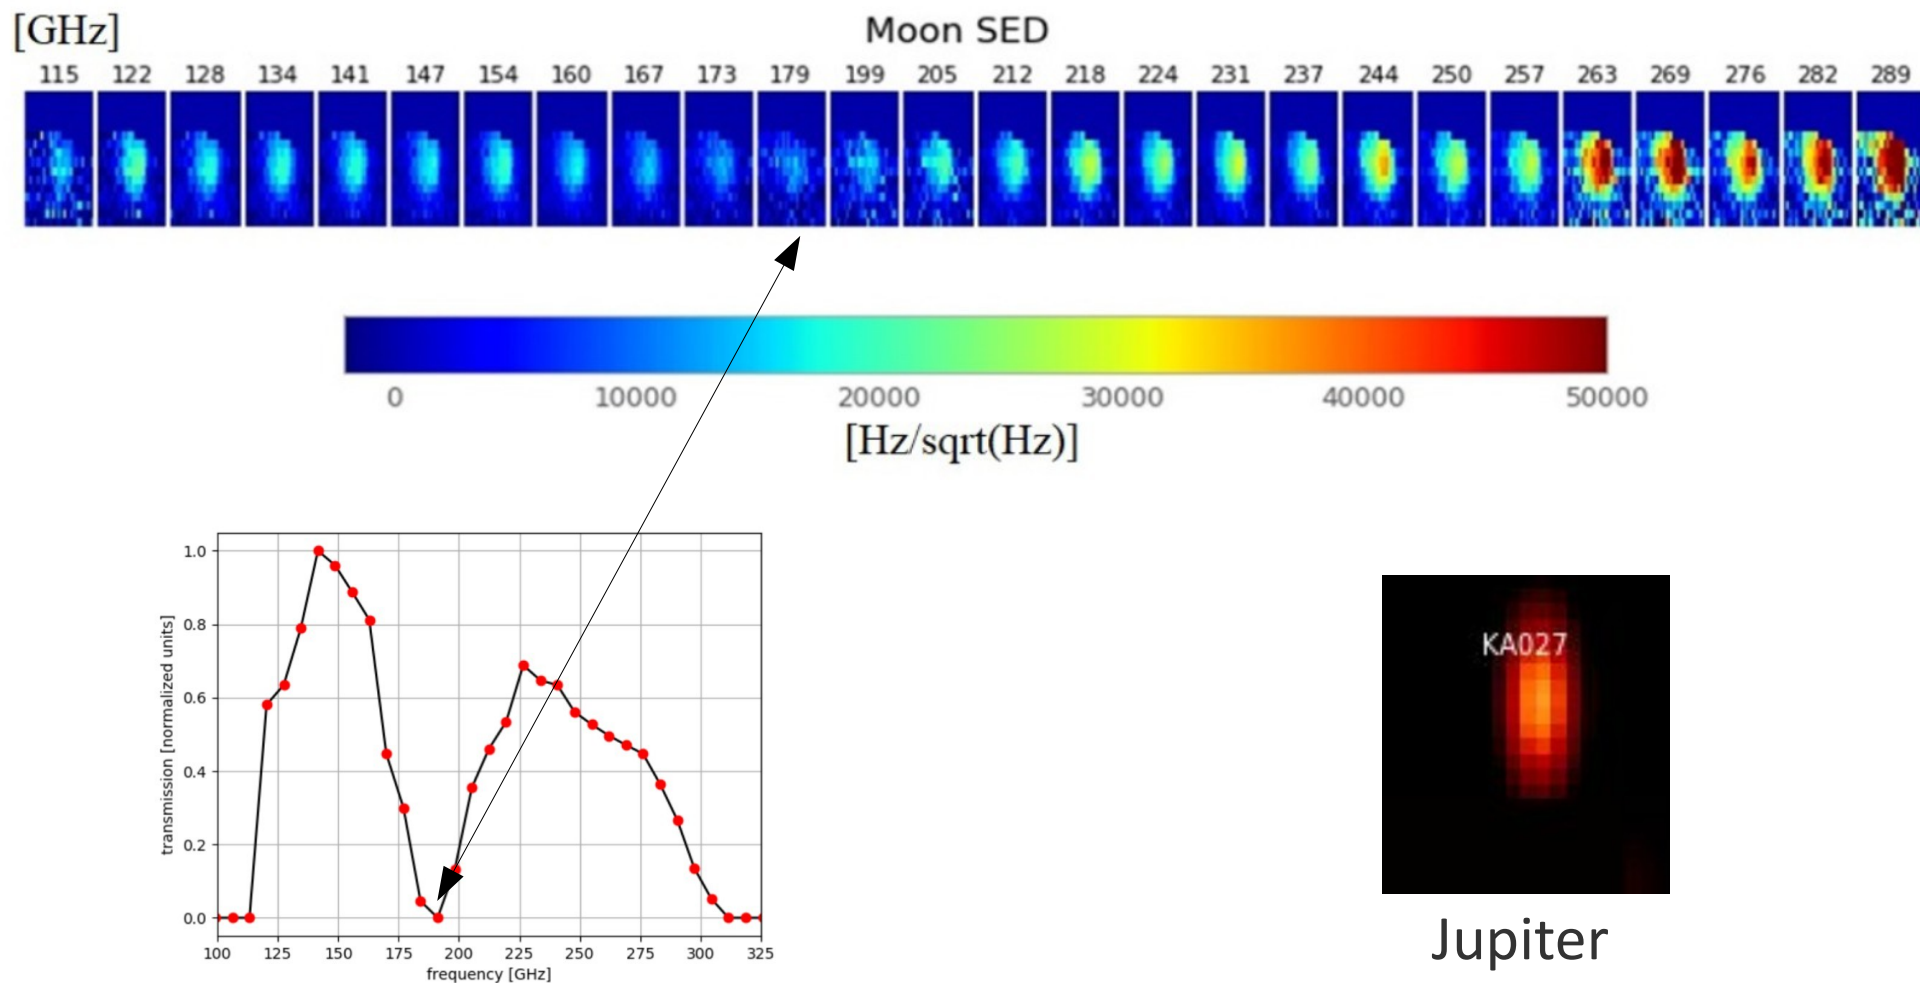 [GHz]
Moon SED
115 122 128 134 141 147 154 160 167 173 179 199 205 212 218 224 231 237 244 250 257 263 269 276 282 289
0 10000 20000 30000 40000 50000
[Hz/sqrt(Hz)]
1.0
0.8
0.6
0.4
0.2
0.0
transmission [normalized units]
100 125 150 175 200 225 250 275 300 325
frequency [GHz]
KA027
Jupiter